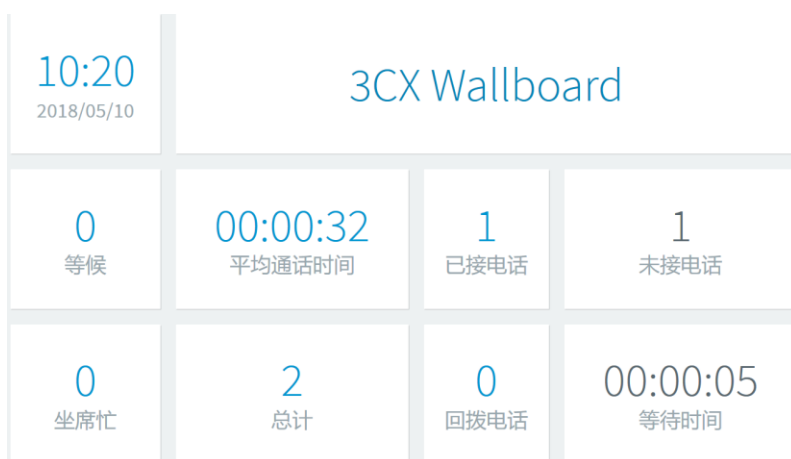 10:20
2018/05/10
3CX Wallboard
0
等候
00:00:32
平均通话时间
1
已接电话
1
未接电话
0
坐席忙
2
总计
0
回拨电话
00:00:05
等待时间